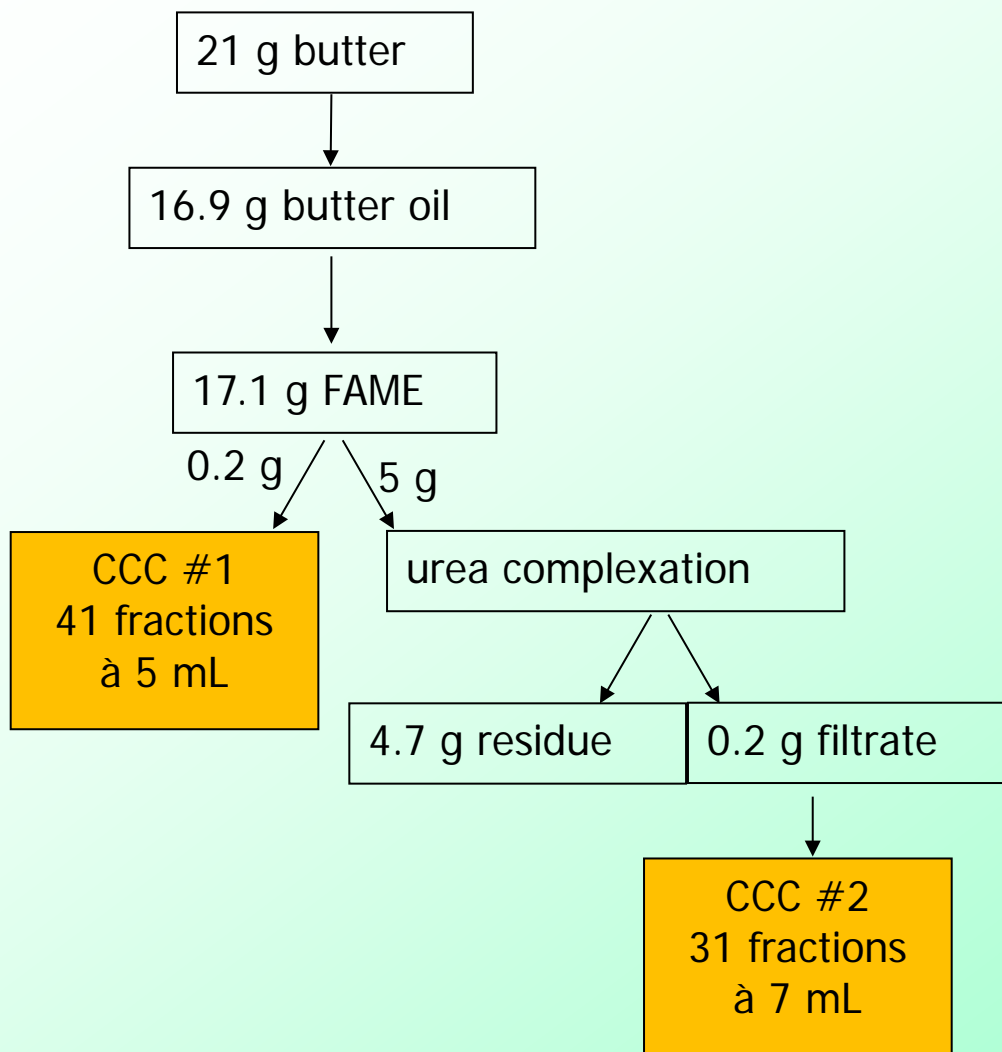 21 g butter
16.9 g butter oil
17.1 g FAME
0.2 g
5 g
CCC #1
41 fractions
à 5 mL
urea complexation
4.7 g residue
0.2 g filtrate
CCC #2
31 fractions
à 7 mL